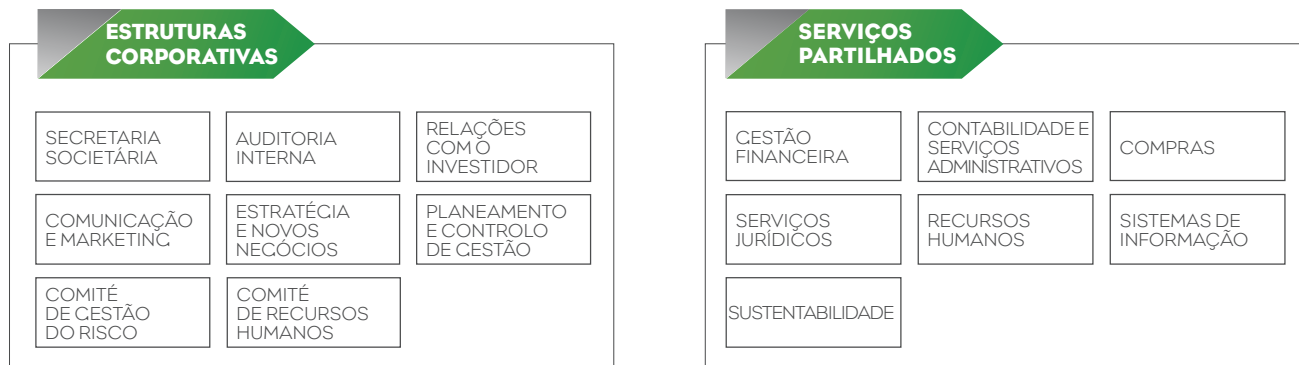 ESTRUTURAS
CORPORATIVAS
SECRETARIA
SOCIETÁRIA
AUDITORIA
INTERNA
RELAÇÕES
COM O
INVESTIDOR
COMUNICAÇÃO
E MARKETING
ESTRATÉGIA
E NOVOS
NEGÓCIOS
PLANEAMENTO
E CONTROLO
DE GESTÃO
COMITÉ
DE GESTÃO
DO RISCO
COMITÉ
DE RECURSOS
HUMANOS
SERVIÇOS
PARTILHADOS
GESTÃO
FINANCEIRA
CONTABILIDADE E
SERVIÇOS
ADMINISTRATIVOS
COMPRAS
SERVIÇOS
JURÍDICOS
RECURSOS
HUMANOS
SISTEMAS DE
INFORMAÇÃO
SUSTENTABILIDADE